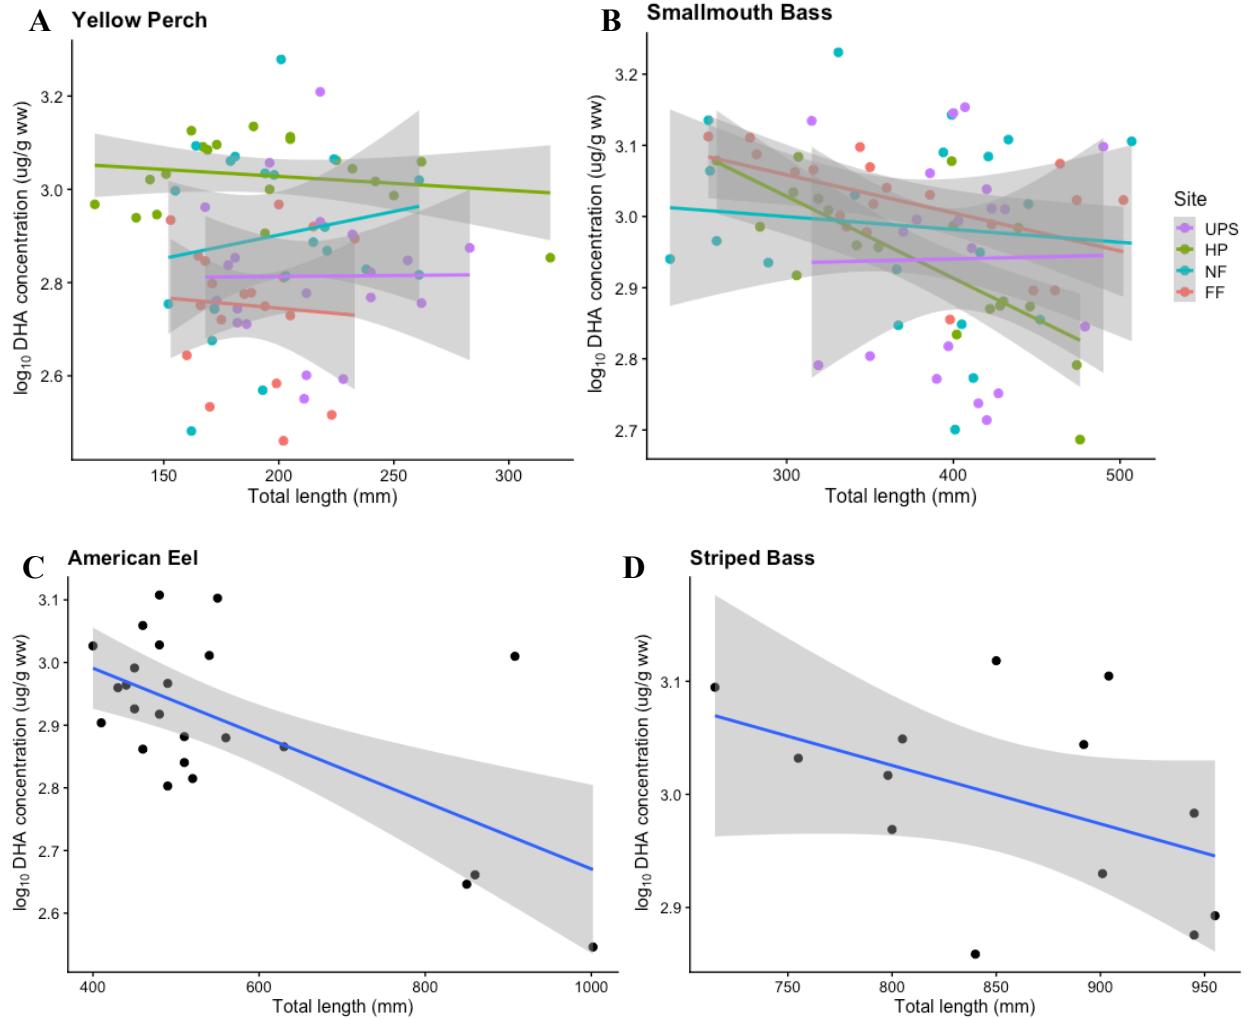 A Yellow Perch
log10 DHA concentration (ug/g ww)
3.2
3.0
2.8
2.6
150 200 250 300
Total length (mm)
B Smallmouth Bass
log10 DHA concentration (ug/g ww)
3.2
3.1
3.0
2.9
2.8
2.7
300 400 500
Total length (mm)
Site
UPS
HP
NF
FF
C American Eel
log10 DHA concentration (ug/g ww)
3.1
3.0
2.9
2.8
2.7
2.6
400 600 800 1000
Total length (mm)
D Striped Bass
log10 DHA concentration (ug/g ww)
3.1
3.0
2.9
750 800 850 900 950
Total length (mm)